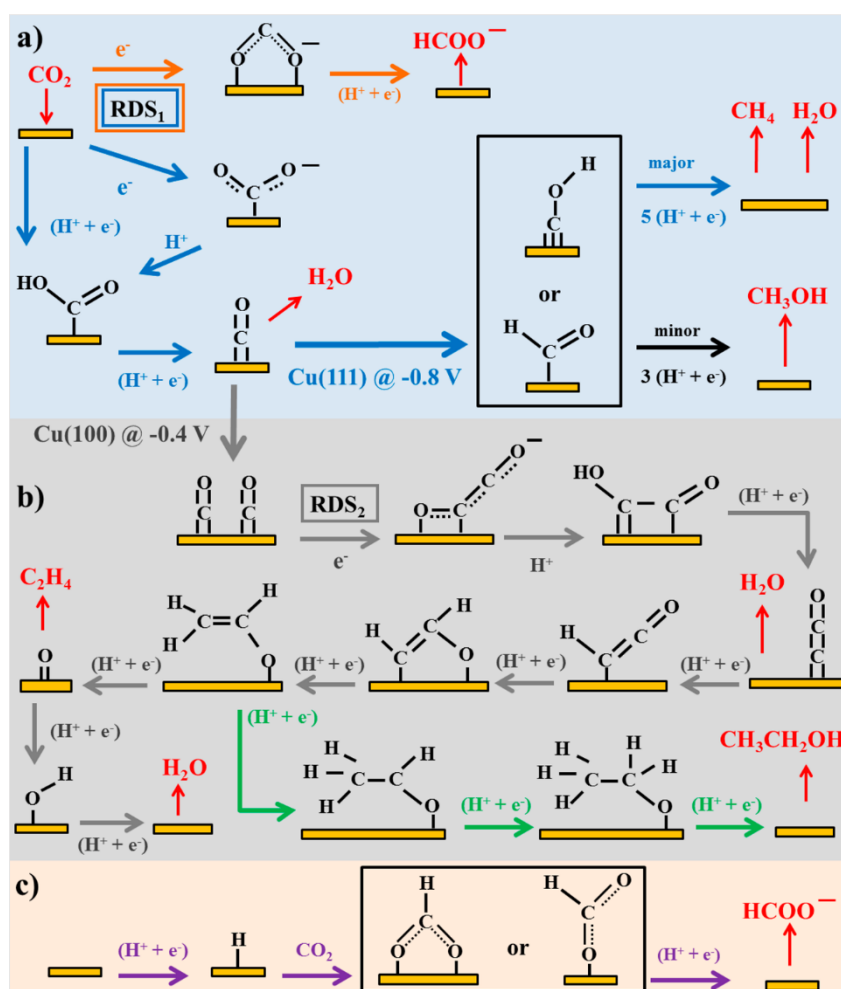 a)
CO₂
e⁻
RDS₁
C
O O –
(H⁺ + e⁻)
HCOO⁻
e⁻
O O –
C
(H⁺ + e⁻)
H⁺
HO O
C
(H⁺ + e⁻)
O
C
H₂O
Cu(111) @ -0.8 V
H
O
C
or
H O
C
major
5 (H⁺ + e⁻)
CH₄ H₂O
minor
3 (H⁺ + e⁻)
CH₃OH
Cu(100) @ -0.4 V
b)
O O
C C
RDS₂
e⁻
O –
C
O C
H⁺
HO O
C C
(H⁺ + e⁻)
O
C
C
H₂O
(H⁺ + e⁻)
O
H C
C
(H⁺ + e⁻)
H
H C
C O
(H⁺ + e⁻)
H H
C C
H
O
(H⁺ + e⁻)
C₂H₄
O
(H⁺ + e⁻)
H
O
(H⁺ + e⁻)
H₂O
(H⁺ + e⁻)
H H
H C C
H O
(H⁺ + e⁻)
H H
H C C H
H O
(H⁺ + e⁻)
CH₃CH₂OH
c)
(H⁺ + e⁻)
H
CO₂
H
C
O O
or
H O
C
O
(H⁺ + e⁻)
HCOO⁻